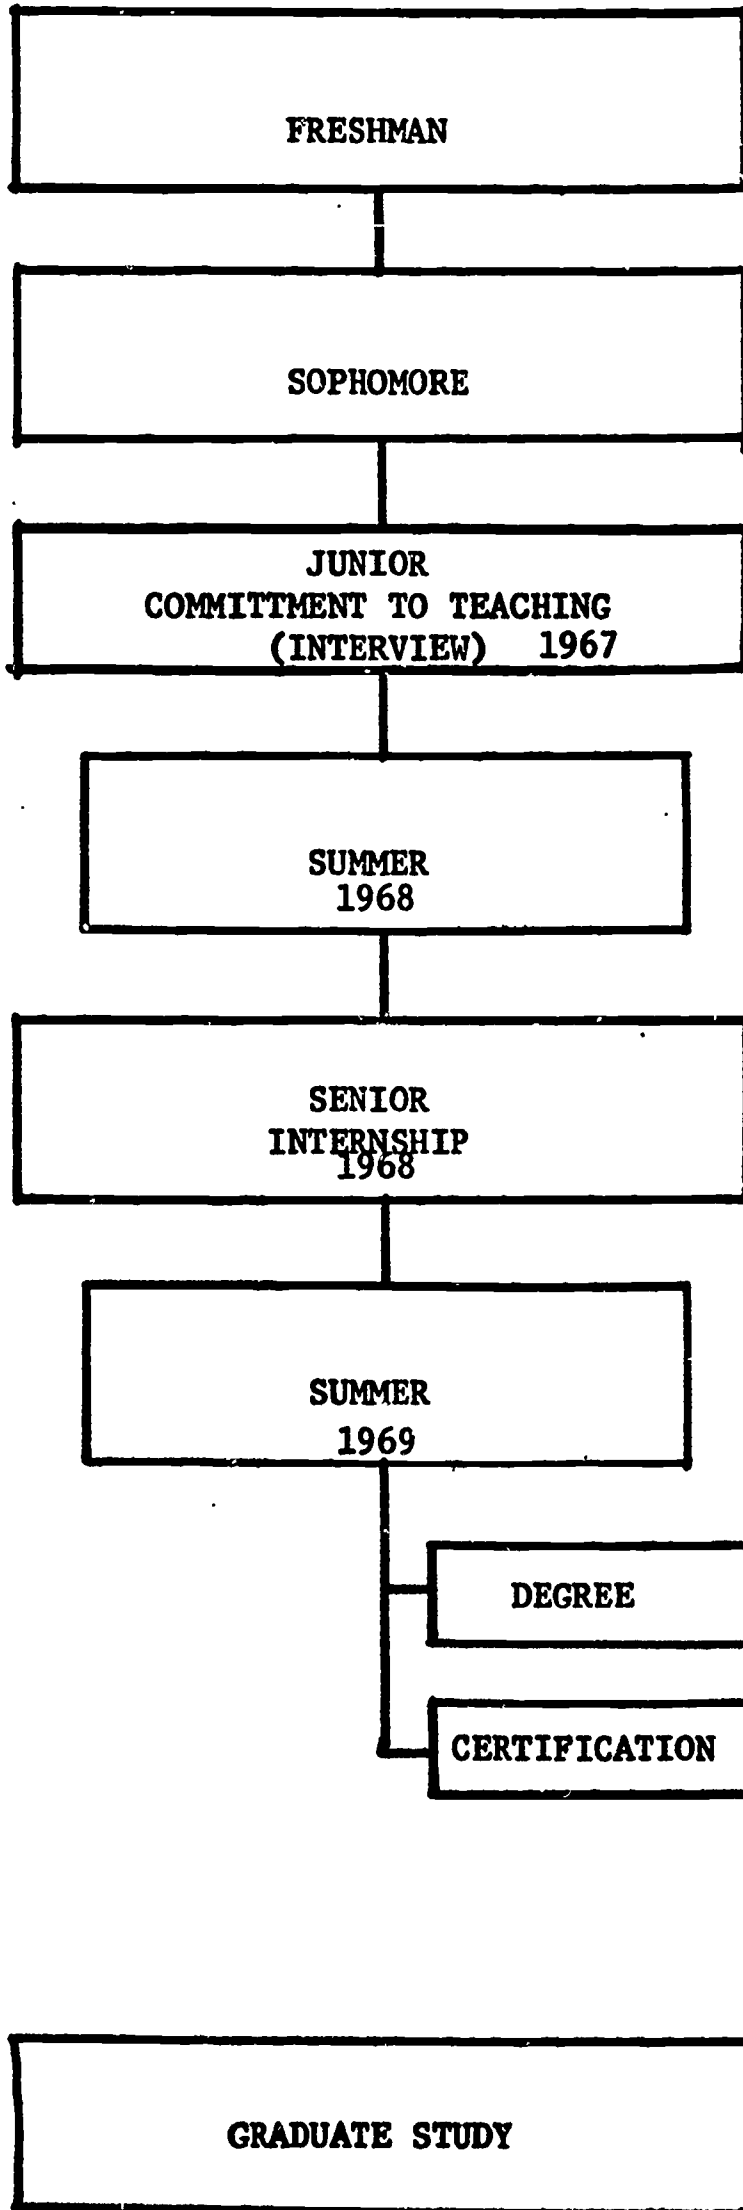 FRESHMAN
SOPHOMORE
JUNIOR
COMMITTMENT TO TEACHING
(INTERVIEW) 1967
SUMMER
1968
SENIOR
INTERNSHIP
1968
SUMMER
1969
DEGREE
CERTIFICATION
GRADUATE STUDY